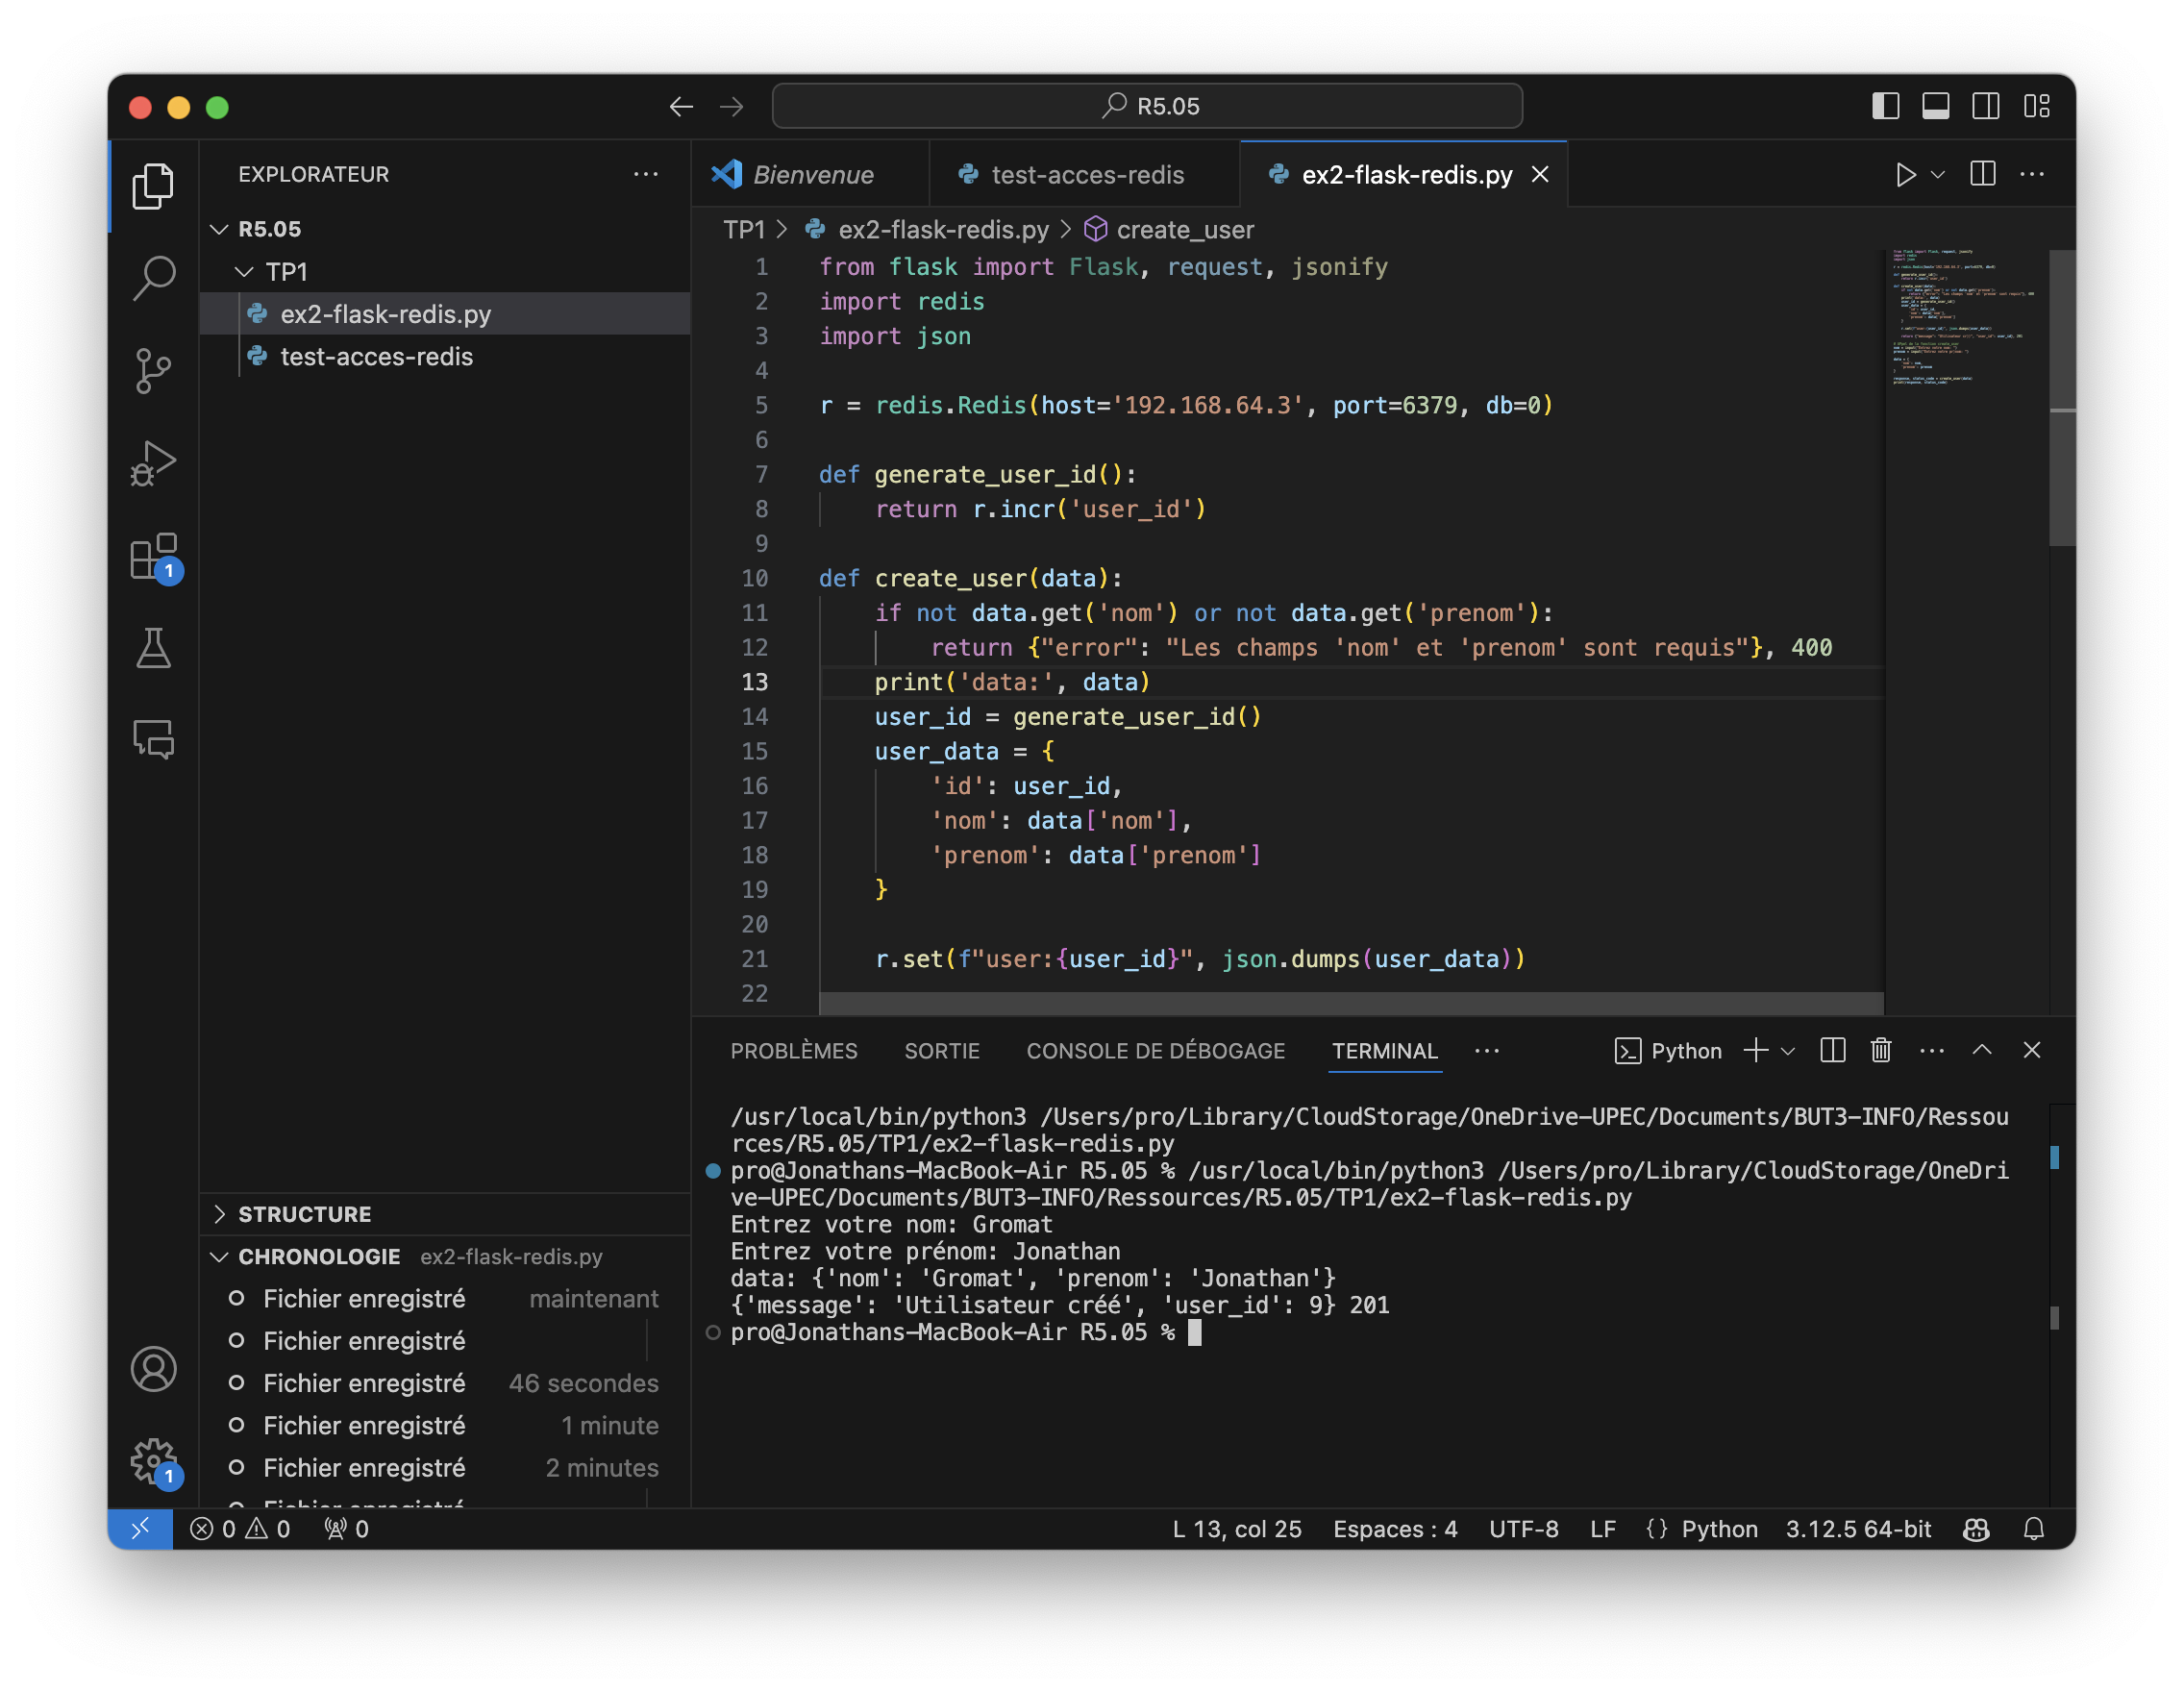 R5.05
EXPLORATEUR
R5.05
TP1
ex2-flask-redis.py
test-acces-redis
STRUCTURE
CHRONOLOGIE ex2-flask-redis.py
Fichier enregistré maintenant
Fichier enregistré
Fichier enregistré 46 secondes
Fichier enregistré 1 minute
Fichier enregistré 2 minutes
Fichier enregistré
1
1
Bienvenue test-acces-redis ex2-flask-redis.py
TP1 > ex2-flask-redis.py > create_user
1 from flask import Flask, request, jsonify
2 import redis
3 import json
4
5 r = redis.Redis(host='192.168.64.3', port=6379, db=0)
6
7 def generate_user_id():
8 return r.incr('user_id')
9
10 def create_user(data):
11 if not data.get('nom') or not data.get('prenom'):
12 return {"error": "Les champs 'nom' et 'prenom' sont requis"}, 400
13 print('data:', data)
14 user_id = generate_user_id()
15 user_data = {
16 'id': user_id,
17 'nom': data['nom'],
18 'prenom': data['prenom']
19 }
20
21 r.set(f"user:{user_id}", json.dumps(user_data))
22
PROBLÈMES SORTIE CONSOLE DE DÉBOGAGE TERMINAL Python
/usr/local/bin/python3 /Users/pro/Library/CloudStorage/OneDrive-UPEC/Documents/BUT3-INFO/Ressou
rces/R5.05/TP1/ex2-flask-redis.py
pro@Jonathans-MacBook-Air R5.05 % /usr/local/bin/python3 /Users/pro/Library/CloudStorage/OneDri
ve-UPEC/Documents/BUT3-INFO/Ressources/R5.05/TP1/ex2-flask-redis.py
Entrez votre nom: Gromat
Entrez votre prénom: Jonathan
data: {'nom': 'Gromat', 'prenom': 'Jonathan'}
{'message': 'Utilisateur créé', 'user_id': 9} 201
pro@Jonathans-MacBook-Air R5.05 %
0 0 0 L 13, col 25 Espaces : 4 UTF-8 LF {} Python 3.12.5 64-bit